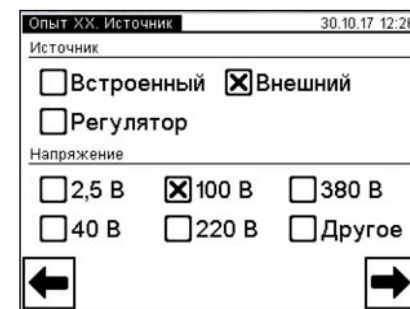 Опыт XX. Источник 30.10.17 12:28
Источник
Встроенный Внешний
Регулятор
Напряжение
2,5 В 100 В 380 В
40 В 220 В Другое